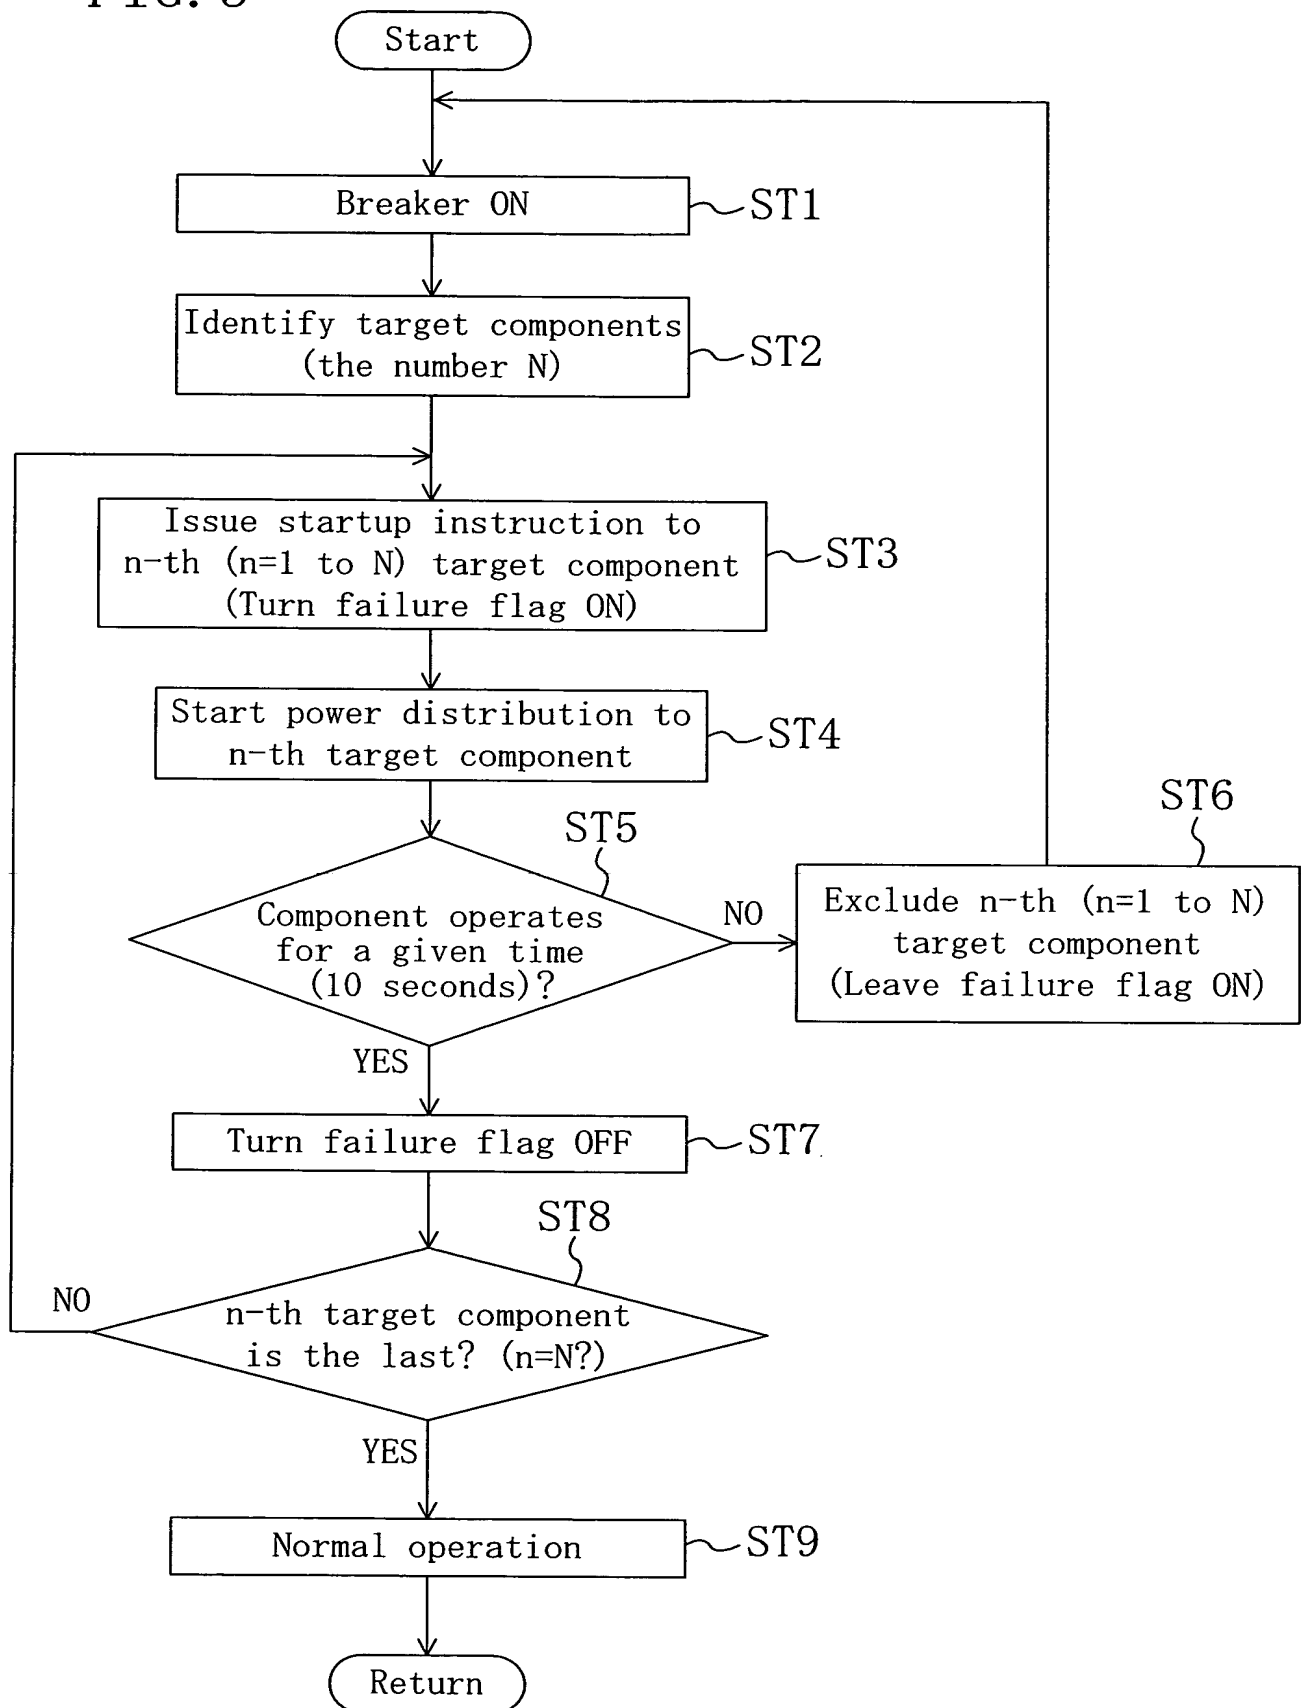 Start
Breaker ON
ST1
Identify target components
(the number N)
ST2
Issue startup instruction to
n-th (n=1 to N) target component
(Turn failure flag ON)
ST3
Start power distribution to
n-th target component
ST4
ST5
Component operates
for a given time
(10 seconds)?
NO
ST6
Exclude n-th (n=1 to N)
target component
(Leave failure flag ON)
YES
Turn failure flag OFF
ST7
ST8
n-th target component
is the last? (n=N?)
NO
YES
Normal operation
ST9
Return